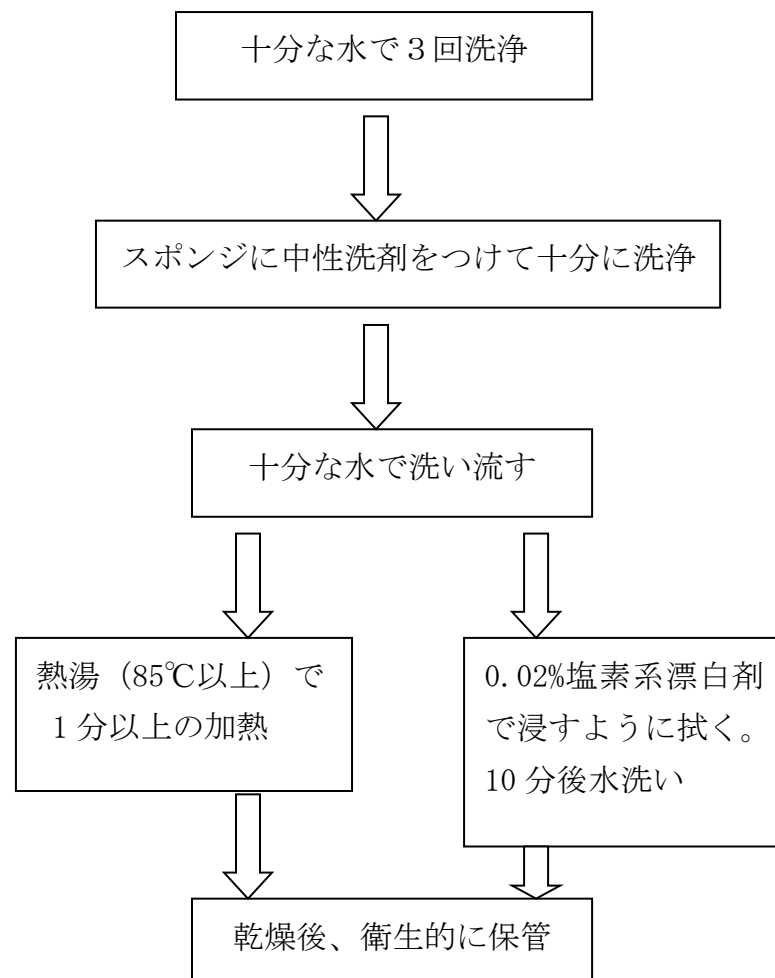 十分な水で３回洗浄
スポンジに中性洗剤をつけて十分に洗浄
十分な水で洗い流す
熱湯（85℃以上）で
１分以上の加熱
0.02%塩素系漂白剤
で浸すように拭く。
10 分後水洗い
乾燥後、衛生的に保管